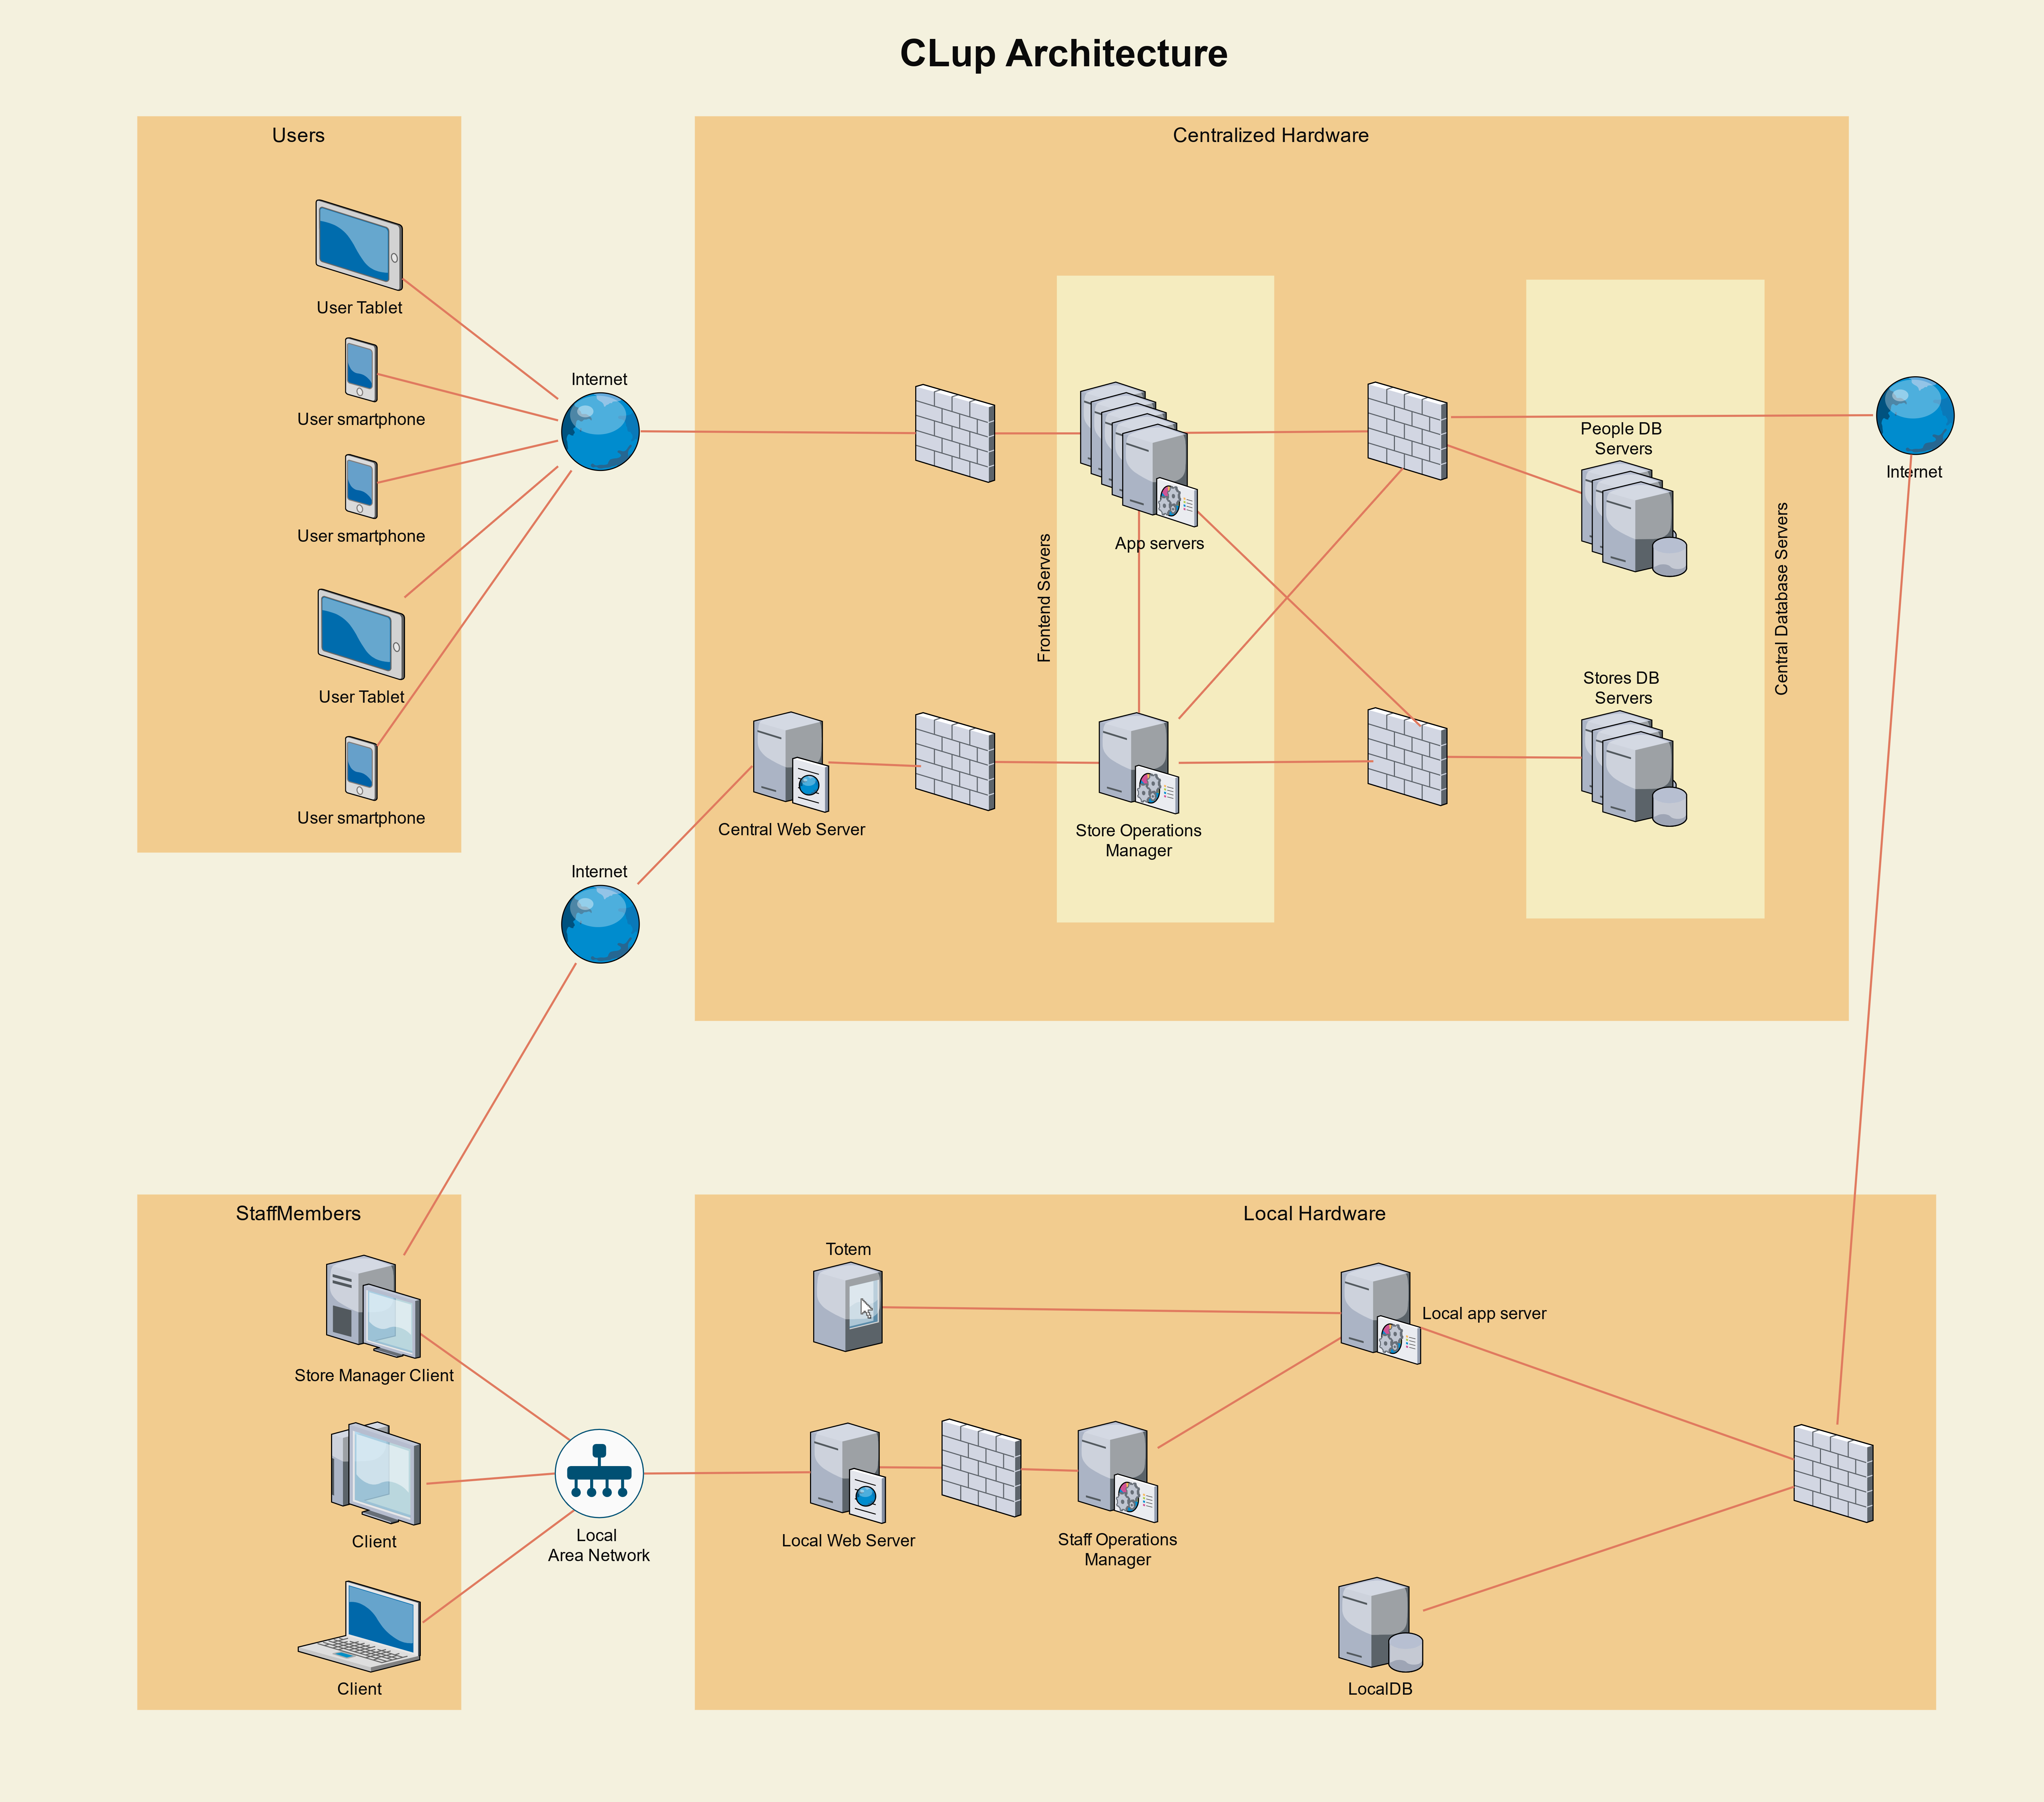 CLup Architecture
Users
Centralized Hardware
User Tablet
User smartphone
User smartphone
User Tablet
User smartphone
Internet
Frontend Servers
App servers
Central Web Server
Store Operations
Manager
People DB
Servers
Stores DB
Servers
Central Database Servers
Internet
Internet
StaffMembers
Store Manager Client
Client
Client
Local
Area Network
Local Hardware
Totem
Local app server
Local Web Server
Staff Operations
Manager
LocalDB